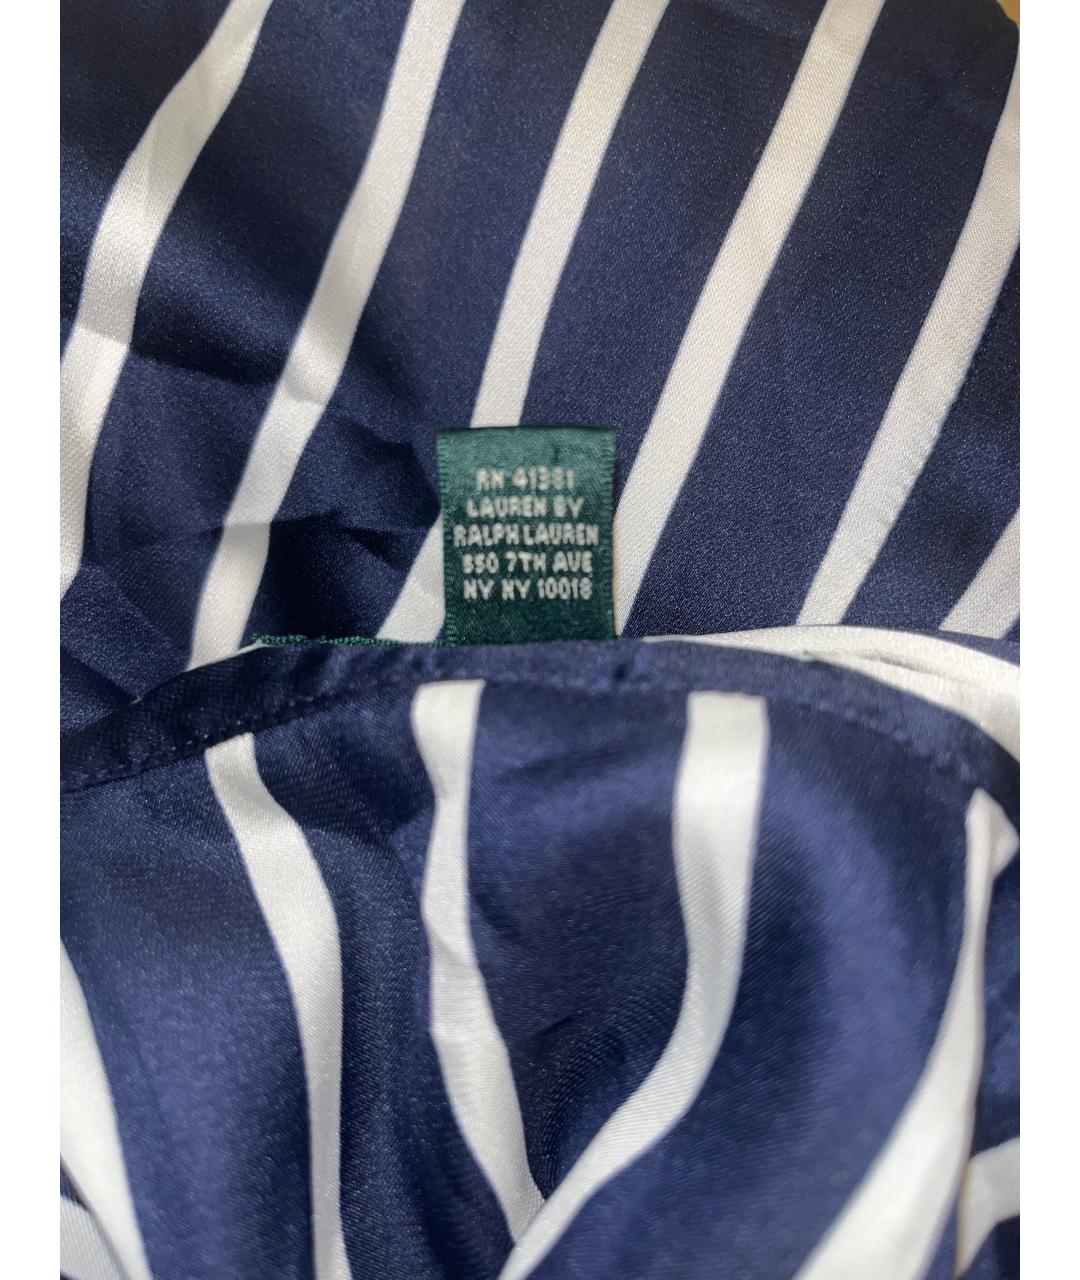 RN 41381
LAUREN BY
RALPH LAUREN
550 7TH AVE
NY NY 10018